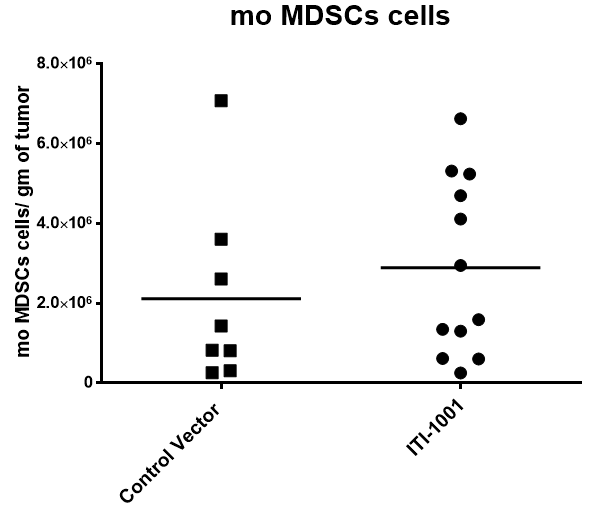 mo MDSCs cells
mo MDSCs cells/ gm of tumor
8.0×10⁶
6.0×10⁶
4.0×10⁶
2.0×10⁶
0
Control Vector
ITI-1001